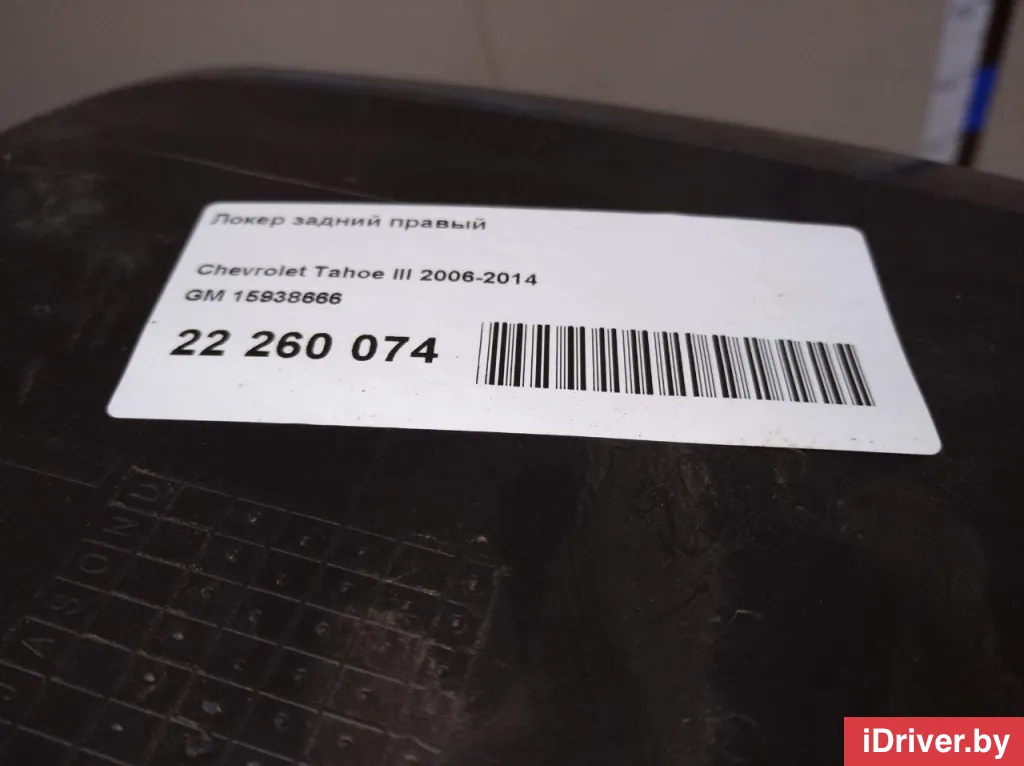 Локер задний правый
Chevrolet Tahoe III 2006-2014
GM 15938666
22 260 074
D
N
O
S
A
J
iDriver.by